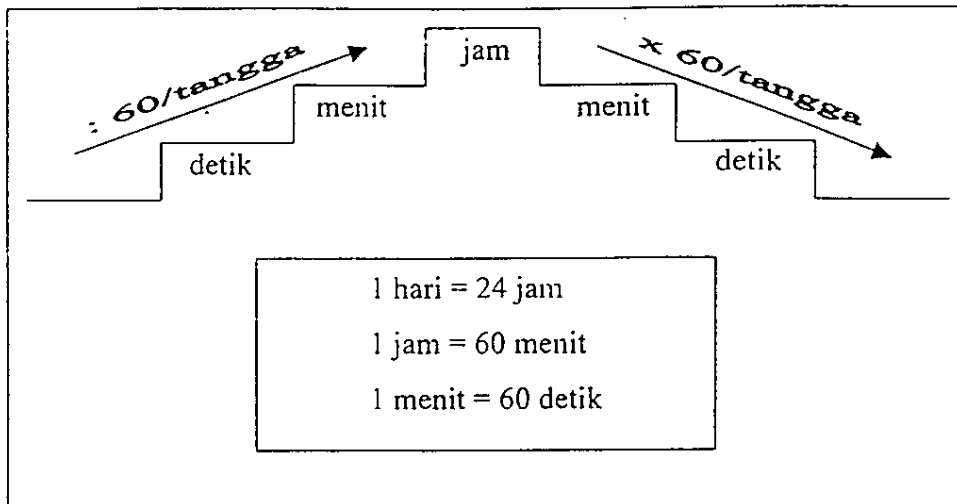 jam
: 60/tangga
x 60/tangga
menit
menit
detik
detik
1 hari = 24 jam
1 jam = 60 menit
1 menit = 60 detik